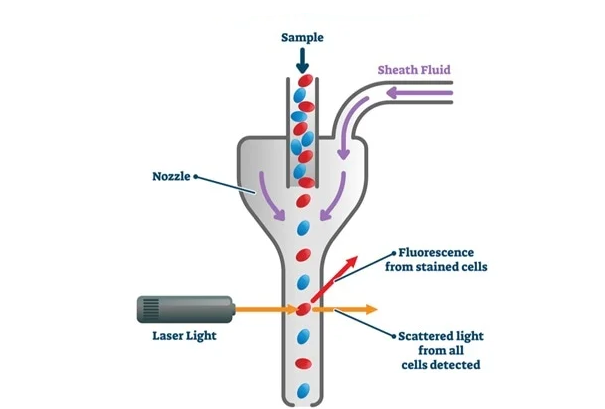 Sample
Sheath Fluid
Nozzle
Fluorescence
from stained cells
Laser Light
Scattered light
from all
cells detected